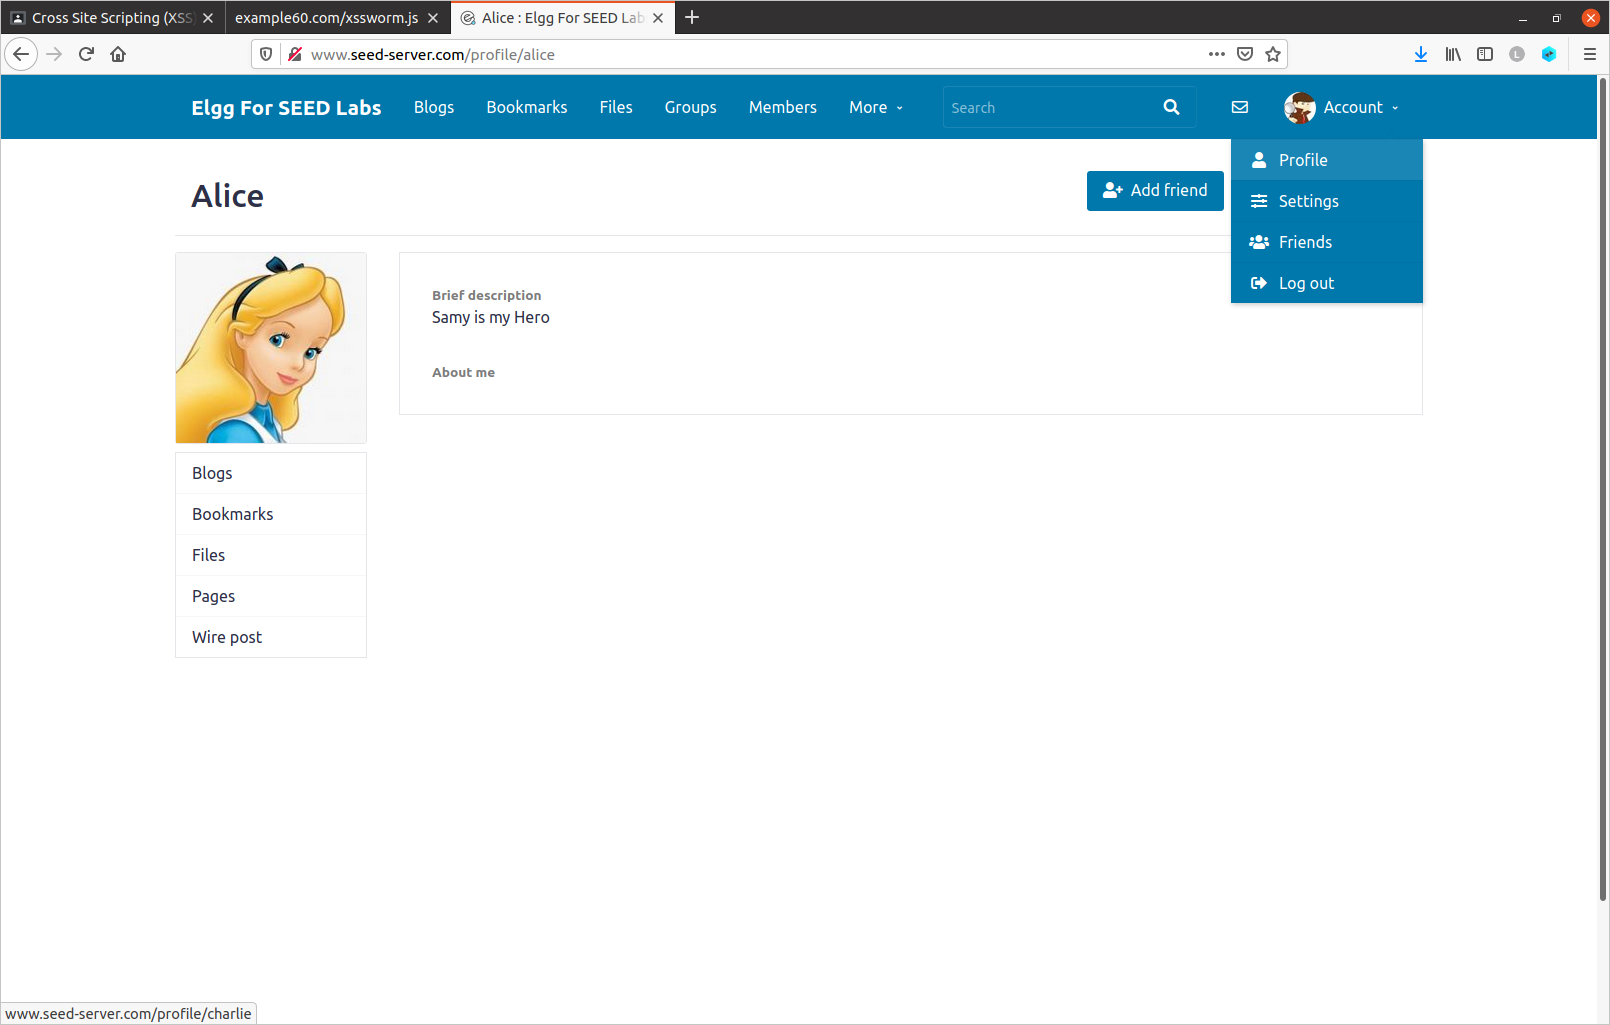 Cross Site Scripting (XSS)
example60.com/xssworm.js
Alice : Elgg For SEED Lab
www.seed-server.com/profile/alice
Elgg For SEED Labs
Blogs
Bookmarks
Files
Groups
Members
More
Search
Account
Profile
Settings
Friends
Log out
Alice
Add friend
Brief description
Samy is my Hero
About me
Blogs
Bookmarks
Files
Pages
Wire post
www.seed-server.com/profile/charlie